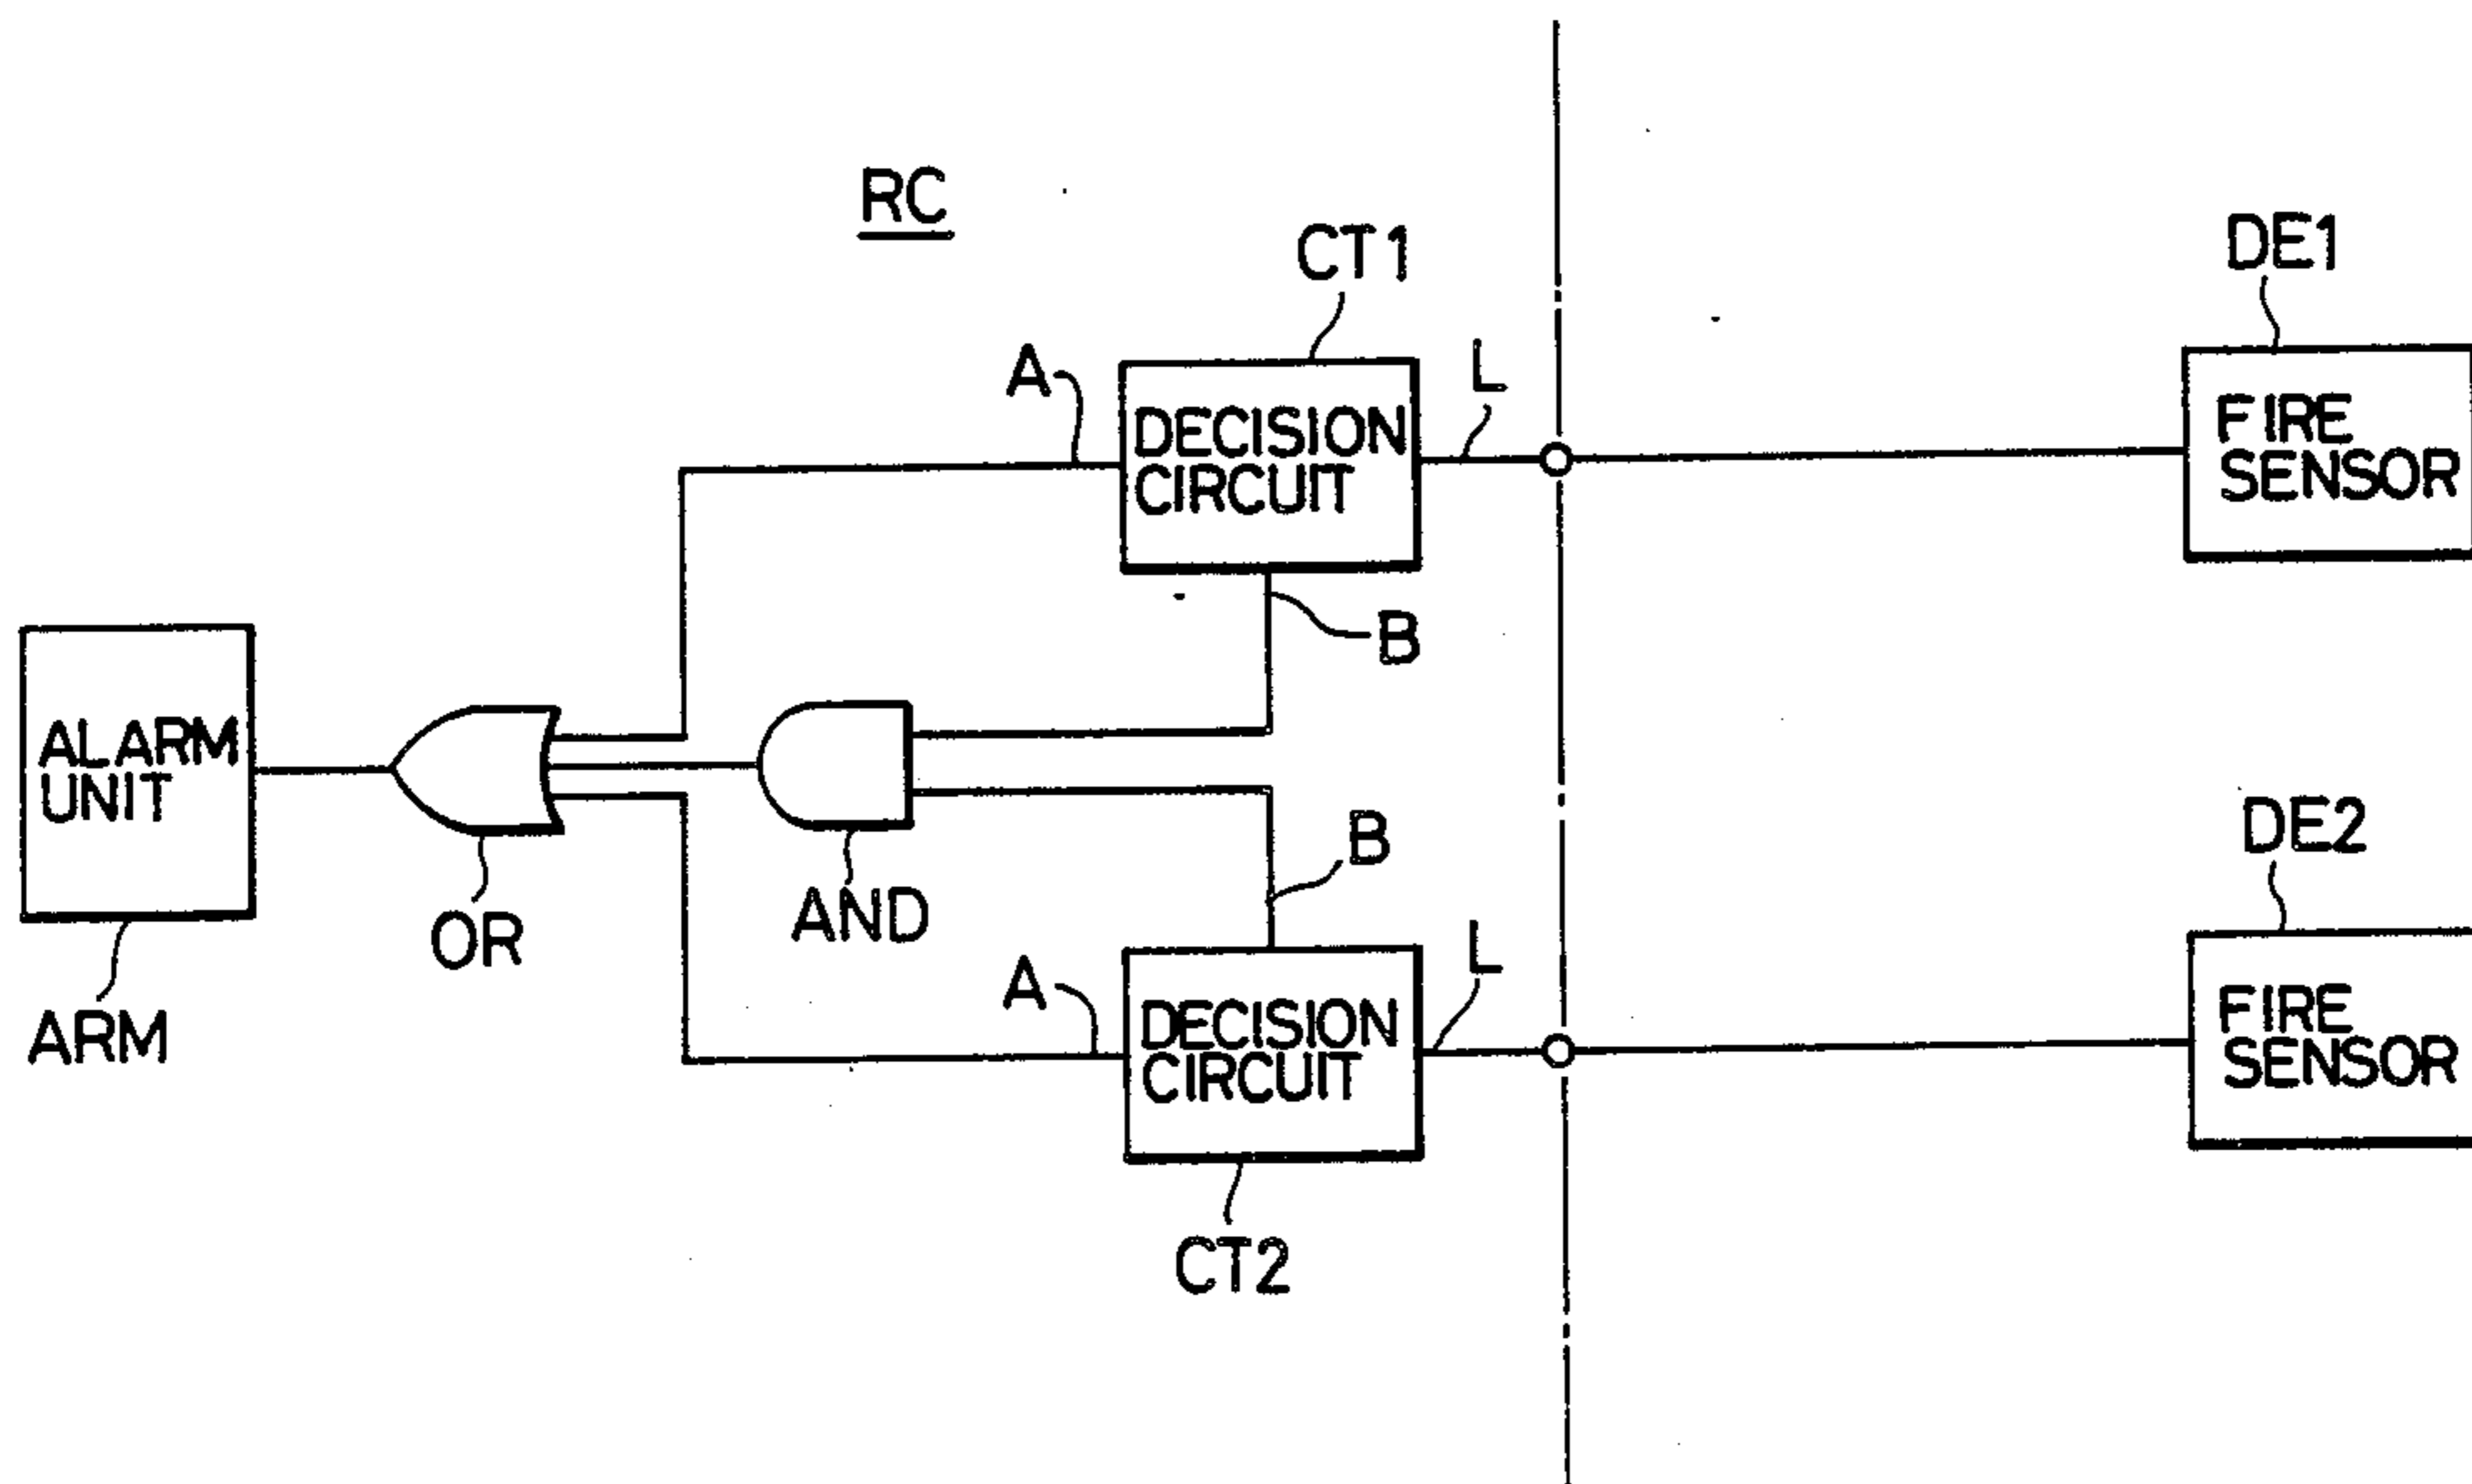 RC
CT1
DE1
A
L
DECISION
CIRCUIT
FIRE
SENSOR
B
ALARM
UNIT
OR
AND
B
DE2
ARM
A
L
DECISION
CIRCUIT
FIRE
SENSOR
CT2